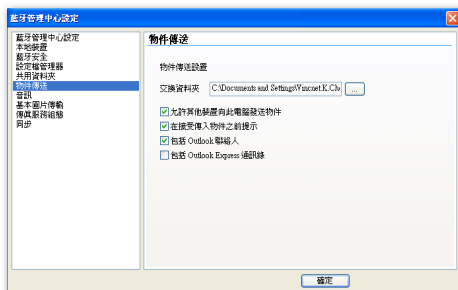 藍牙管理中心設定
藍牙管理中心設定
本地裝置
藍牙安全
設定檔管理器
共用資料夾
物件傳送
音訊
基本圖片傳輸
傳真服務組態
同步
物件傳送
物件傳送設置
交換資料夾 C:\Documents and Settings\Vincnet.K.Ch ...
允許其他裝置向此電腦發送物件
在接受傳入物件之前提示
包括 Outlook 聯絡人
包括 Outlook Express 通訊錄
確定